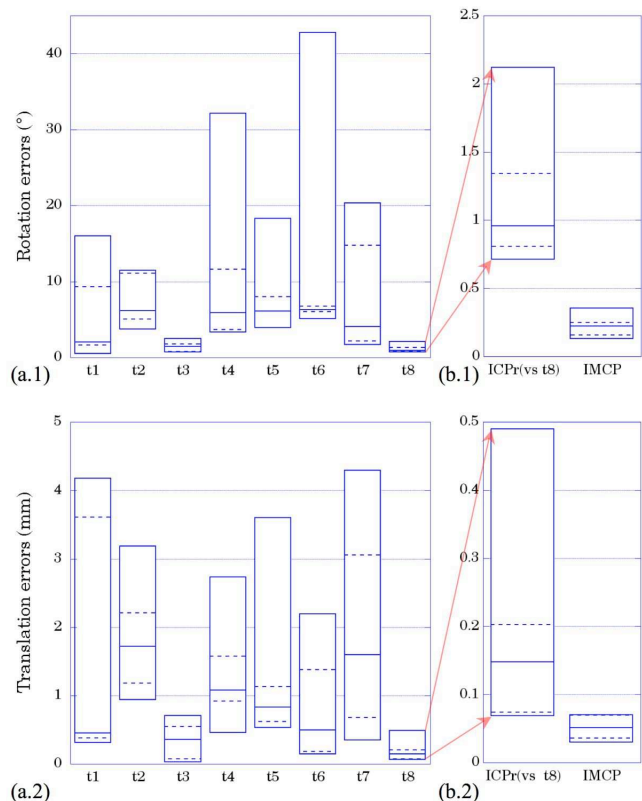 Rotation errors (°)
40
30
20
10
0
t1 t2 t3 t4 t5 t6 t7 t8
(a.1)
2.5
2
1.5
1
0.5
0
ICPr(vs t8) IMCP
(b.1)
Translation errors (mm)
5
4
3
2
1
0
t1 t2 t3 t4 t5 t6 t7 t8
(a.2)
0.5
0.4
0.3
0.2
0.1
0
ICPr(vs t8) IMCP
(b.2)